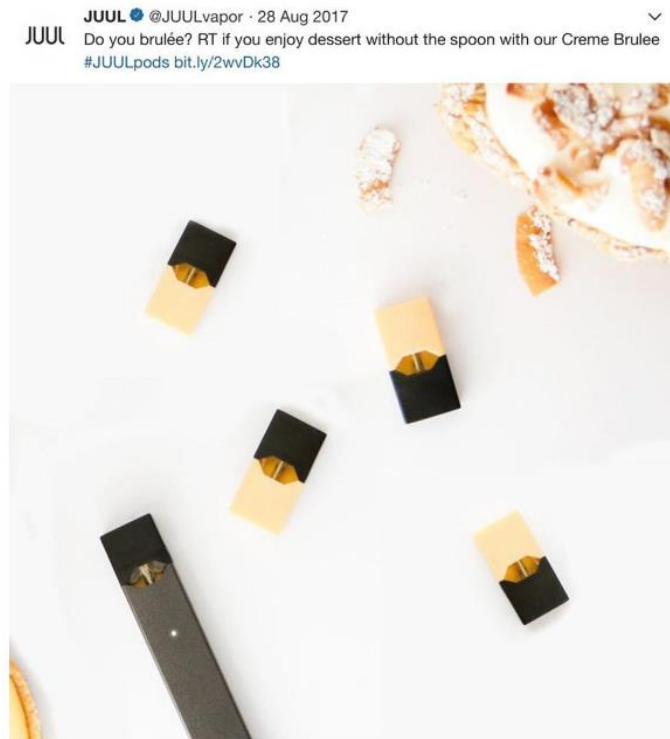 JUUL @JUULvapor · 28 Aug 2017
JUUL
Do you brulée? RT if you enjoy dessert without the spoon with our Creme Brulee
#JUULpods bit.ly/2wvDk38